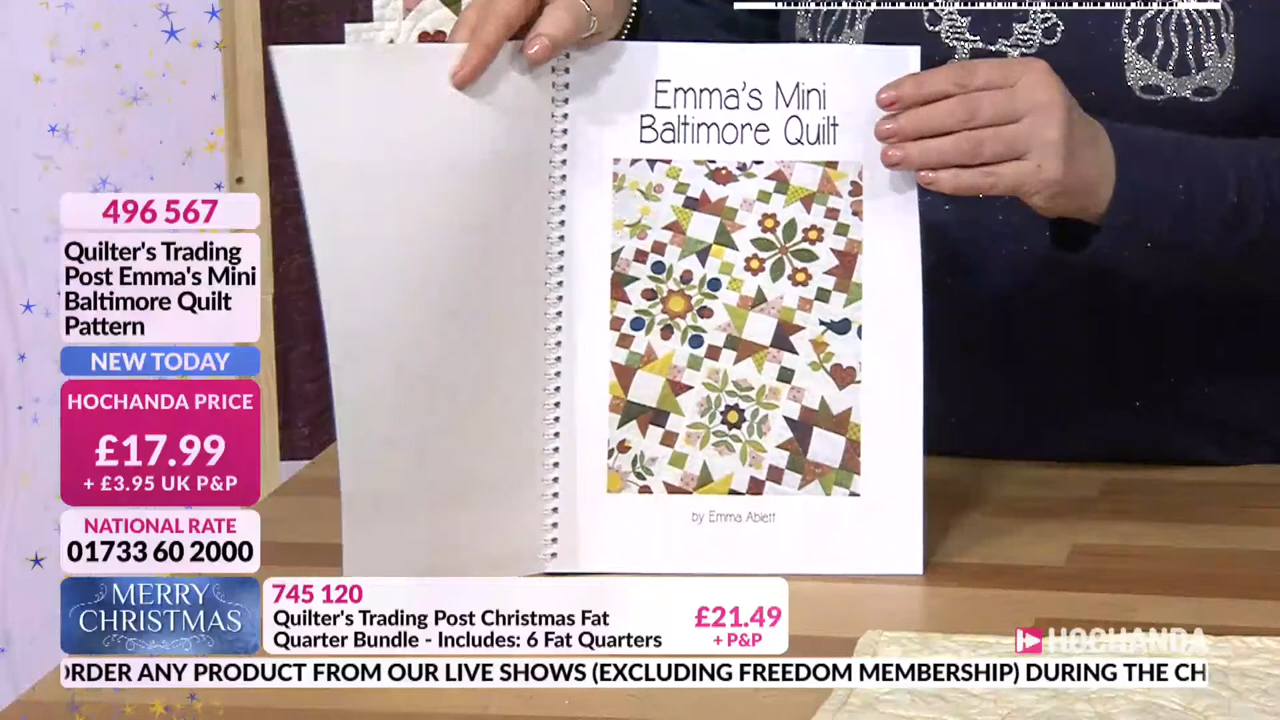 Emma's Mini
Baltimore Quilt
by Emma Ablett
496 567
Quilter's Trading
Post Emma's Mini
Baltimore Quilt
Pattern
NEW TODAY
HOCHANDA PRICE
£17.99
+ £3.95 UK P&P
NATIONAL RATE
01733 60 2000
MERRY
CHRISTMAS
745 120
Quilter's Trading Post Christmas Fat
Quarter Bundle - Includes: 6 Fat Quarters
£21.49
+ P&P
HOCHANDA
ORDER ANY PRODUCT FROM OUR LIVE SHOWS (EXCLUDING FREEDOM MEMBERSHIP) DURING THE CH